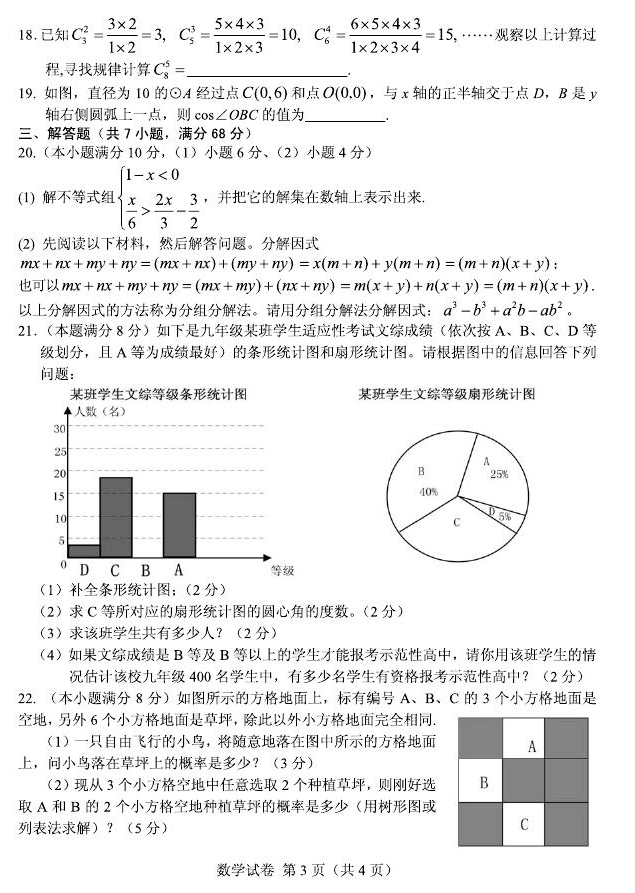 18.已知 C₃²=(3×2)/(1×2)=3, C₅³=(5×4×3)/(1×2×3)=10, C₆⁴=(6×5×4×3)/(1×2×3×4)=15,……观察以上计算过
程,寻找规律计算 C₈⁵=________________.
19. 如图，直径为 10 的⊙A 经过点 C(0,6) 和点 O(0,0)，与 x 轴的正半轴交于点 D，B 是 y
轴右侧圆弧上一点，则 cos∠OBC 的值为__________.
三、解答题（共 7 小题，满分 68 分）
20.（本小题满分 10 分，（1）小题 6 分、（2）小题 4 分）
(1) 解不等式组{1−x<0; x/6>2x/3−3/2，并把它的解集在数轴上表示出来.
(2) 先阅读以下材料，然后解答问题。分解因式
mx+nx+my+ny=(mx+nx)+(my+ny)=x(m+n)+y(m+n)=(m+n)(x+y)；
也可以 mx+nx+my+ny=(mx+my)+(nx+ny)=m(x+y)+n(x+y)=(m+n)(x+y).
以上分解因式的方法称为分组分解法。请用分组分解法分解因式：a³−b³+a²b−ab²。
21.（本题满分 8 分）如下是九年级某班学生适应性考试文综成绩（依次按 A、B、C、D 等
级划分，且 A 等为成绩最好）的条形统计图和扇形统计图。请根据图中的信息回答下列
问题：
某班学生文综等级条形统计图
人数（名）
30
25
20
15
10
5
0
D C B A 等级
某班学生文综等级扇形统计图
A
25%
B
40%
D 5%
C
（1）补全条形统计图；（2 分）
（2）求 C 等所对应的扇形统计图的圆心角的度数。（2 分）
（3）求该班学生共有多少人？（2 分）
（4）如果文综成绩是 B 等及 B 等以上的学生才能报考示范性高中，请你用该班学生的情
况估计该校九年级 400 名学生中，有多少名学生有资格报考示范性高中？（2 分）
22. （本小题满分 8 分）如图所示的方格地面上，标有编号 A、B、C 的 3 个小方格地面是
空地，另外 6 个小方格地面是草坪，除此以外小方格地面完全相同.
（1）一只自由飞行的小鸟，将随意地落在图中所示的方格地面
上，问小鸟落在草坪上的概率是多少？（3 分）
（2）现从 3 个小方格空地中任意选取 2 个种植草坪，则刚好选
取 A 和 B 的 2 个小方格空地种植草坪的概率是多少（用树形图或
列表法求解）？（5 分）
A
B
C
数学试卷 第 3 页（共 4 页）